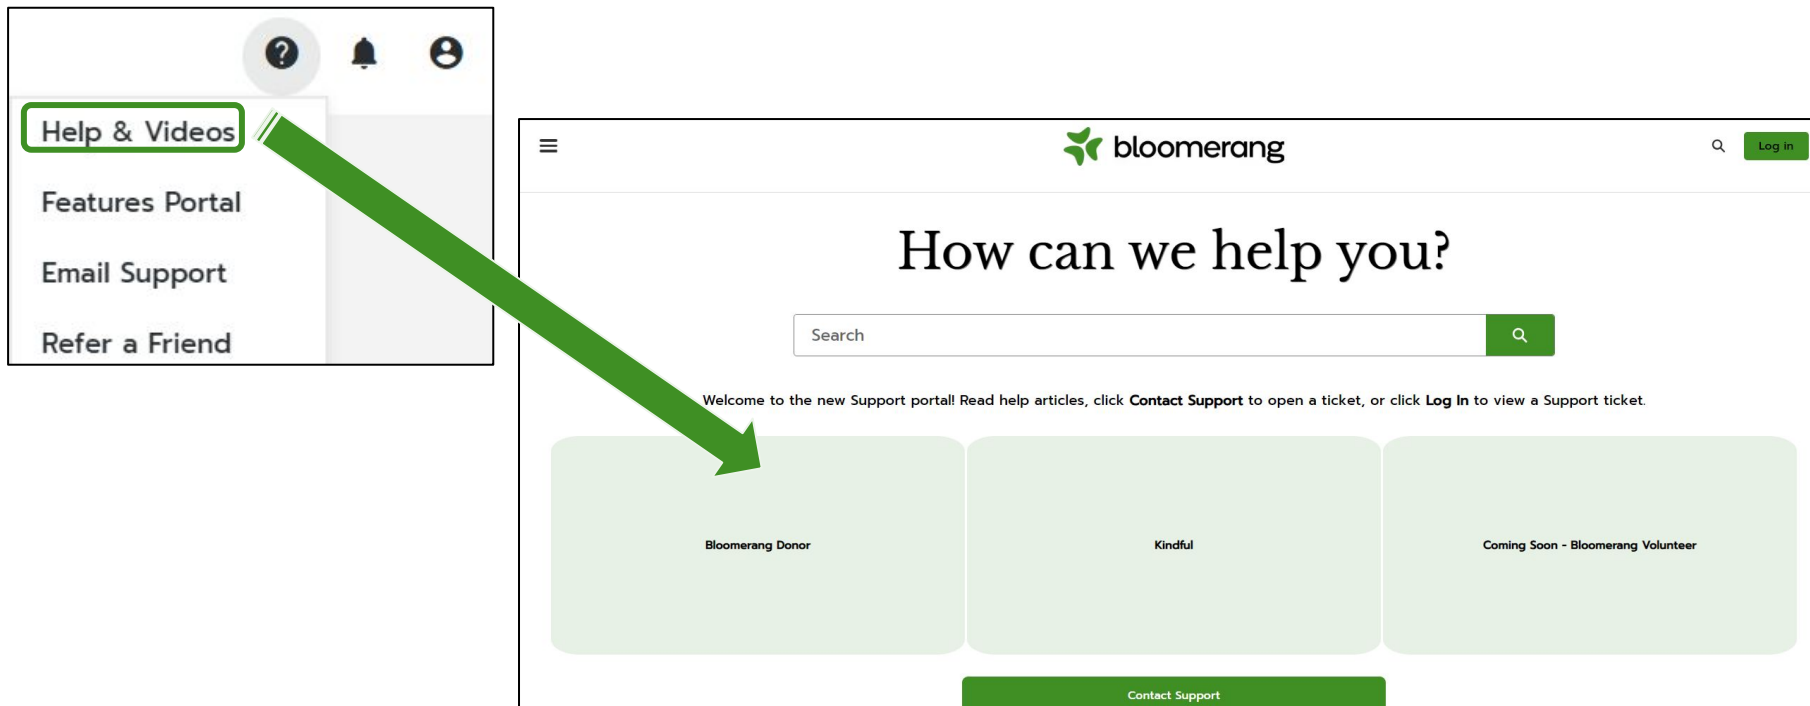 Help & Videos
Features Portal
Email Support
Refer a Friend
bloomerang
Log in
How can we help you?
Search
Welcome to the new Support portal! Read help articles, click Contact Support to open a ticket, or click Log In to view a Support ticket.
Bloomerang Donor
Kindful
Coming Soon - Bloomerang Volunteer
Contact Support